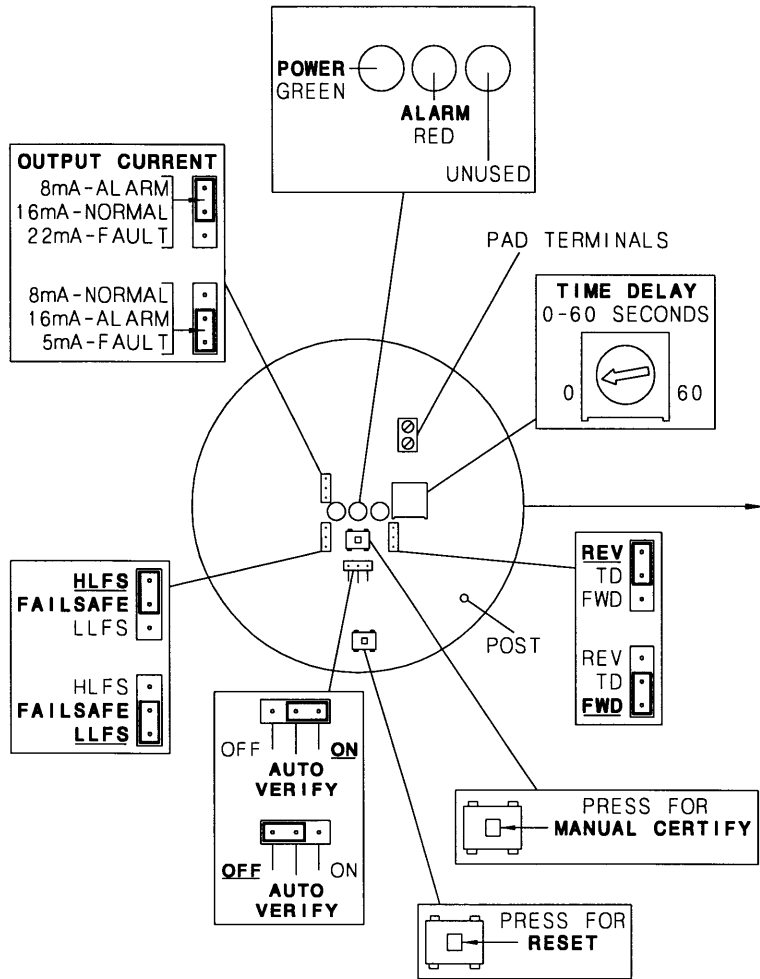 POWER
GREEN
ALARM
RED
UNUSED
OUTPUT CURRENT
8mA-ALARM
16mA-NORMAL
22mA-FAULT
8mA-NORMAL
16mA-ALARM
5mA-FAULT
PAD TERMINALS
TIME DELAY
0-60 SECONDS
0 60
HLFS
FAILSAFE
LLFS
HLFS
FAILSAFE
LLFS
REV
TD
FWD
REV
TD
FWD
POST
OFF ON
AUTO
VERIFY
OFF ON
AUTO
VERIFY
PRESS FOR
MANUAL CERTIFY
PRESS FOR
RESET